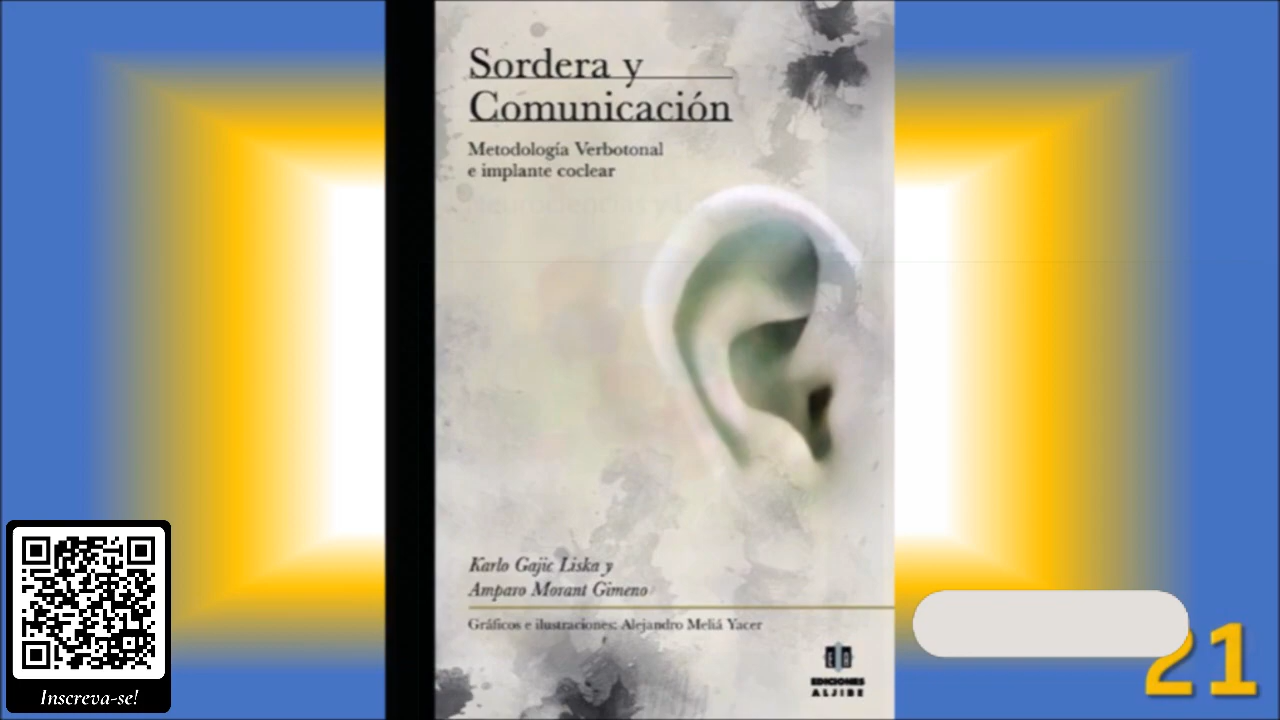 Sordera y
Comunicación
Metodología Verbotonal
e implante coclear
Neurociencias y L
Karlo Gajic Liska y
Amparo Morant Gimeno
Gráficos e ilustraciones: Alejandro Meliá Yacer
EDICIONES
ALJIBE
Inscreva-se!
21